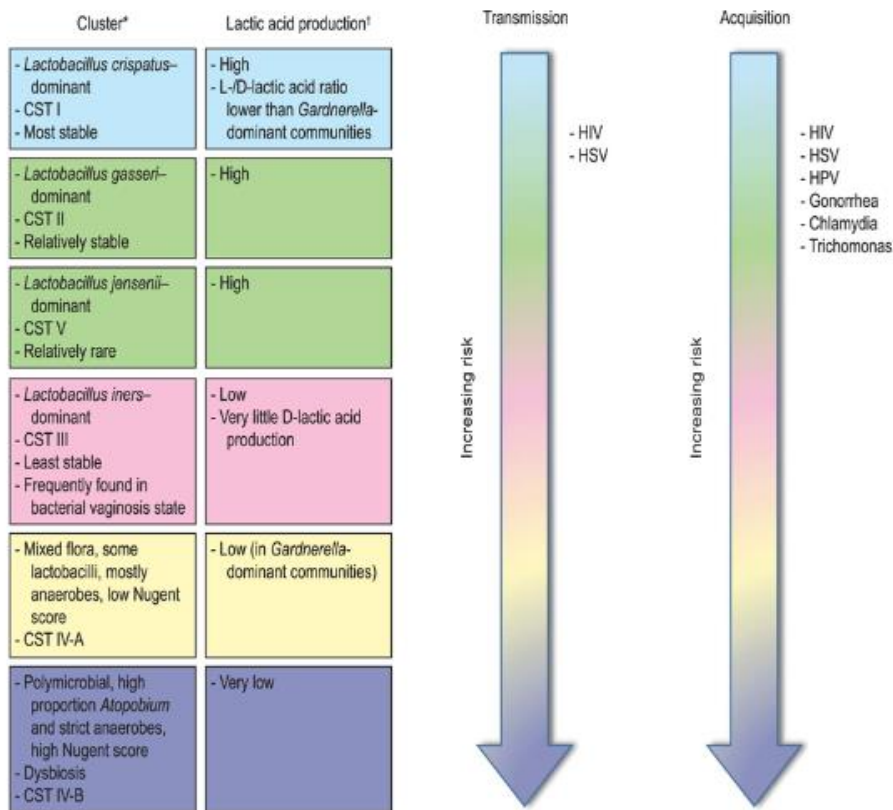 Cluster*
Lactic acid production†
Transmission
Acquisition
- Lactobacillus crispatus–
dominant
- CST I
- Most stable
- High
- L-/D-lactic acid ratio
lower than Gardnerella-
dominant communities
- Lactobacillus gasseri–
dominant
- CST II
- Relatively stable
- High
- Lactobacillus jensenii–
dominant
- CST V
- Relatively rare
- High
- Lactobacillus iners–
dominant
- CST III
- Least stable
- Frequently found in
bacterial vaginosis state
- Low
- Very little D-lactic acid
production
- Mixed flora, some
lactobacilli, mostly
anaerobes, low Nugent
score
- CST IV-A
- Low (in Gardnerella-
dominant communities)
- Polymicrobial, high
proportion Atopobium
and strict anaerobes,
high Nugent score
- Dysbiosis
- CST IV-B
- Very low
Increasing risk
- HIV
- HSV
Increasing risk
- HIV
- HSV
- HPV
- Gonorrhea
- Chlamydia
- Trichomonas